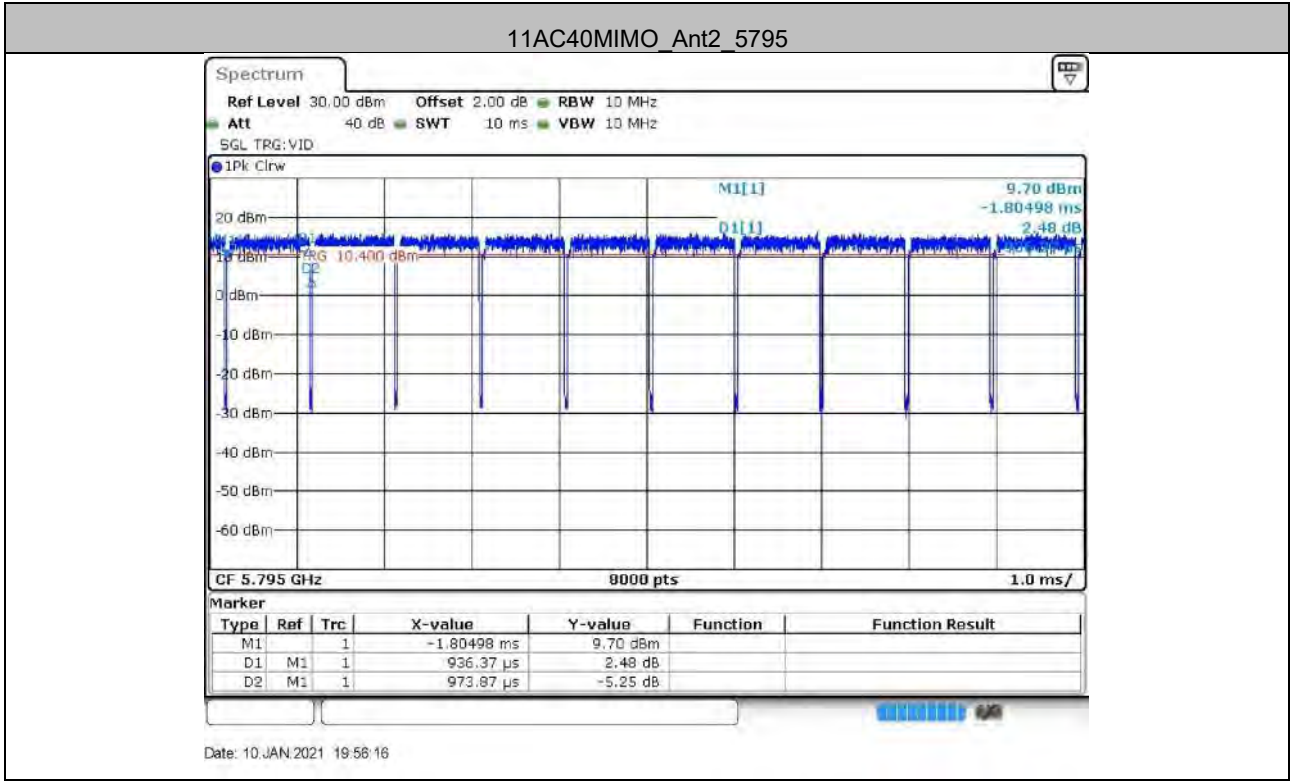 11AC40MIMO_Ant2_5795
Spectrum
Ref Level 30.00 dBm Offset 2.00 dB RBW 10 MHz
Att 40 dB SWT 10 ms VBW 10 MHz
SGL TRG:VID
1Pk Clrw
M1[1] 9.70 dBm
-1.80498 ms
20 dBm
D1[1] 2.48 dB
10 dBm
TRG 10.400 dBm
D2
0 dBm
-10 dBm
-20 dBm
-30 dBm
-40 dBm
-50 dBm
-60 dBm
CF 5.795 GHz 8000 pts 1.0 ms/
Marker
Type Ref Trc X-value Y-value Function Function Result
M1 1 -1.80498 ms 9.70 dBm
D1 M1 1 936.37 µs 2.48 dB
D2 M1 1 973.87 µs -5.25 dB
Date: 10.JAN.2021 19:56:16